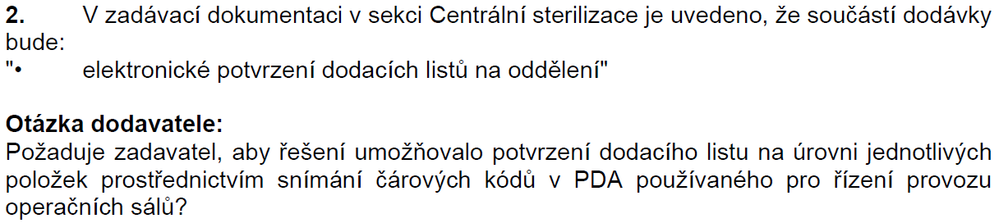 2. V zadávací dokumentaci v sekci Centrální sterilizace je uvedeno, že součástí dodávky
bude:
"• elektronické potvrzení dodacích listů na oddělení"
Otázka dodavatele:
Požaduje zadavatel, aby řešení umožňovalo potvrzení dodacího listu na úrovni jednotlivých
položek prostřednictvím snímání čárových kódů v PDA používaného pro řízení provozu
operačních sálů?